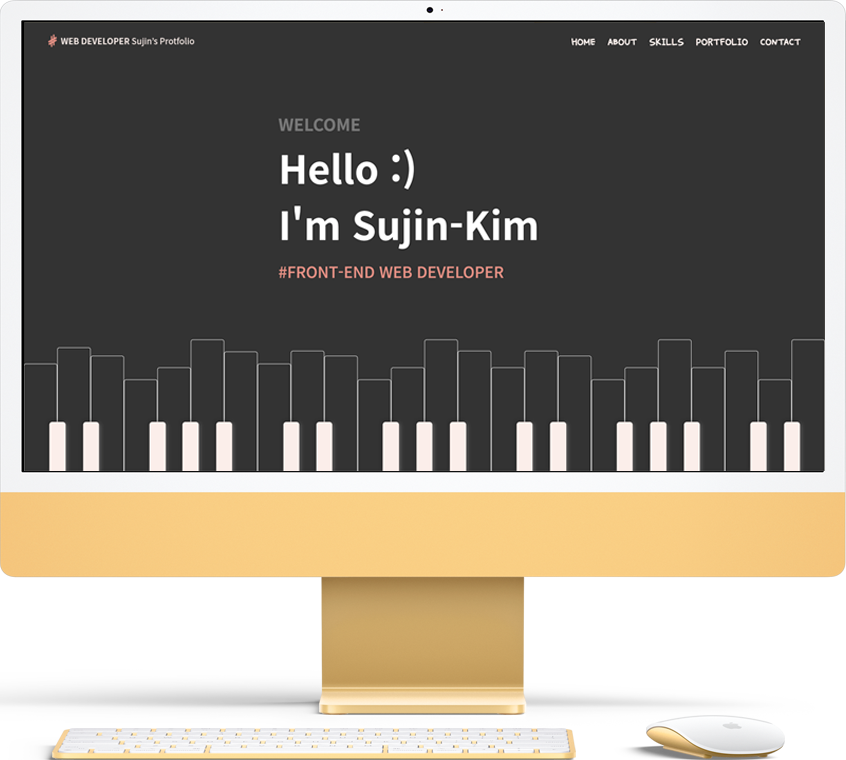 WEB DEVELOPER Sujin's Protfolio
HOME ABOUT SKILLS PORTFOLIO CONTACT
WELCOME
Hello :)
I'm Sujin-Kim
#FRONT-END WEB DEVELOPER